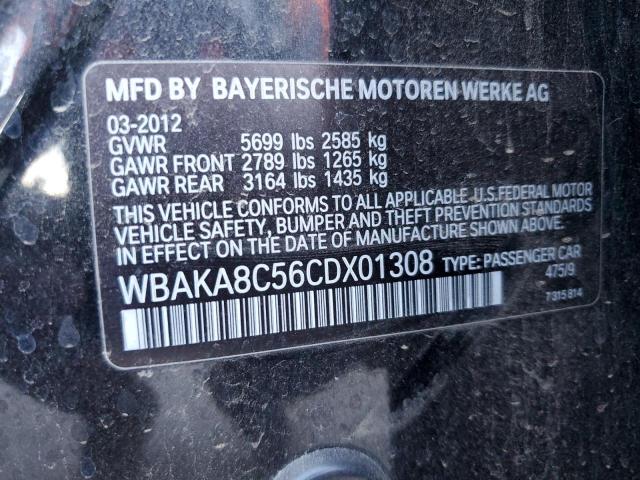 MFD BY BAYERISCHE MOTOREN WERKE AG
03-2012
GVWR 5699 lbs 2585 kg
GAWR FRONT 2789 lbs 1265 kg
GAWR REAR 3164 lbs 1435 kg
THIS VEHICLE CONFORMS TO ALL APPLICABLE U.S. FEDERAL MOTOR
VEHICLE SAFETY, BUMPER AND THEFT PREVENTION STANDARDS
IN EFFECT ON THE DATE OF MANUFACTURE SHOWN ABOVE.
WBAKA8C56CDX01308 TYPE: PASSENGER CAR
475/9
7 315 814